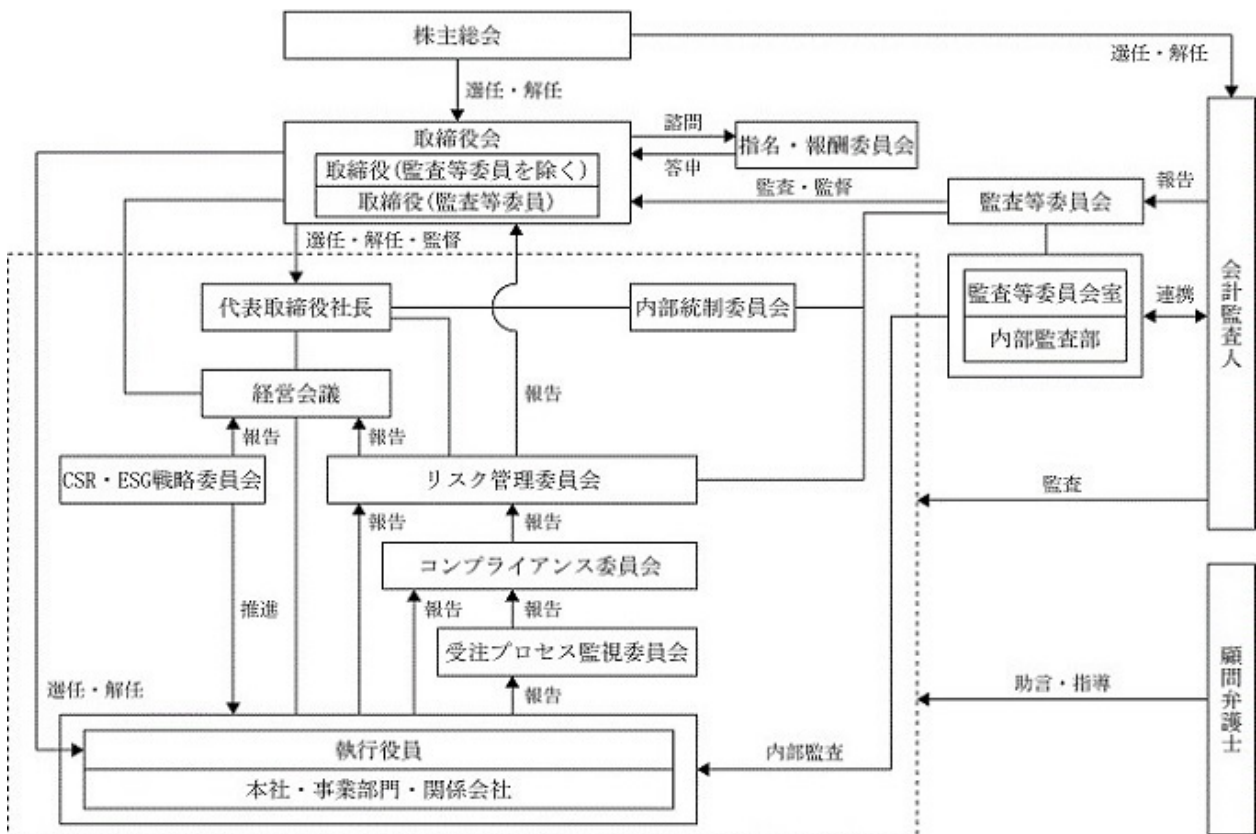 株主総会
選任・解任
選任・解任
取締役会
諮問
指名・報酬委員会
取締役(監査等委員を除く)
答申
取締役(監査等委員)
監査・監督
監査等委員会
報告
選任・解任・監督
代表取締役社長
内部統制委員会
監査等委員会室
連携
内部監査部
会計監査人
経営会議
報告
報告
報告
CSR・ESG戦略委員会
リスク管理委員会
監査
報告
報告
コンプライアンス委員会
推進
報告
報告
受注プロセス監視委員会
選任・解任
報告
助言・指導
顧問弁護士
執行役員
内部監査
本社・事業部門・関係会社